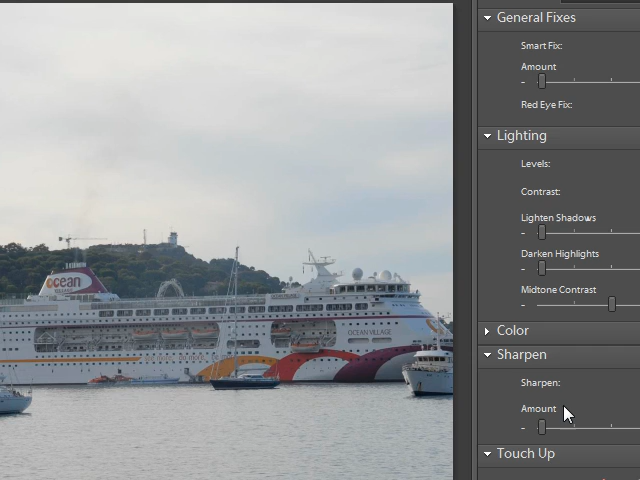 General Fixes
Smart Fix:
Amount
Red Eye Fix:
Lighting
Levels:
Contrast:
Lighten Shadows
Darken Highlights
Midtone Contrast
Color
Sharpen
Sharpen:
Amount
Touch Up
ocean
OCEAN VILLAGE